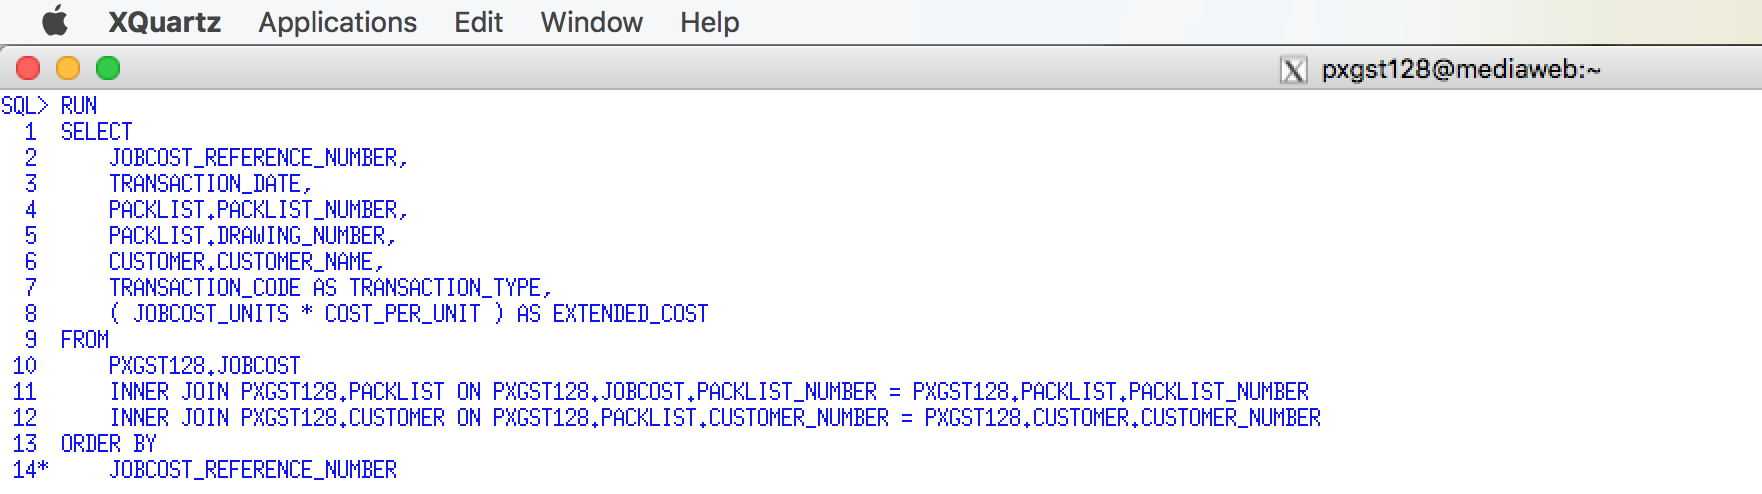 XQuartz Applications Edit Window Help
X pxgst128@mediaweb:~
SQL> RUN
1 SELECT
2 JOBCOST_REFERENCE_NUMBER,
3 TRANSACTION_DATE,
4 PACKLIST.PACKLIST_NUMBER,
5 PACKLIST.DRAWING_NUMBER,
6 CUSTOMER.CUSTOMER_NAME,
7 TRANSACTION_CODE AS TRANSACTION_TYPE,
8 ( JOBCOST_UNITS * COST_PER_UNIT ) AS EXTENDED_COST
9 FROM
10 PXGST128.JOBCOST
11 INNER JOIN PXGST128.PACKLIST ON PXGST128.JOBCOST.PACKLIST_NUMBER = PXGST128.PACKLIST.PACKLIST_NUMBER
12 INNER JOIN PXGST128.CUSTOMER ON PXGST128.PACKLIST.CUSTOMER_NUMBER = PXGST128.CUSTOMER.CUSTOMER_NUMBER
13 ORDER BY
14* JOBCOST_REFERENCE_NUMBER